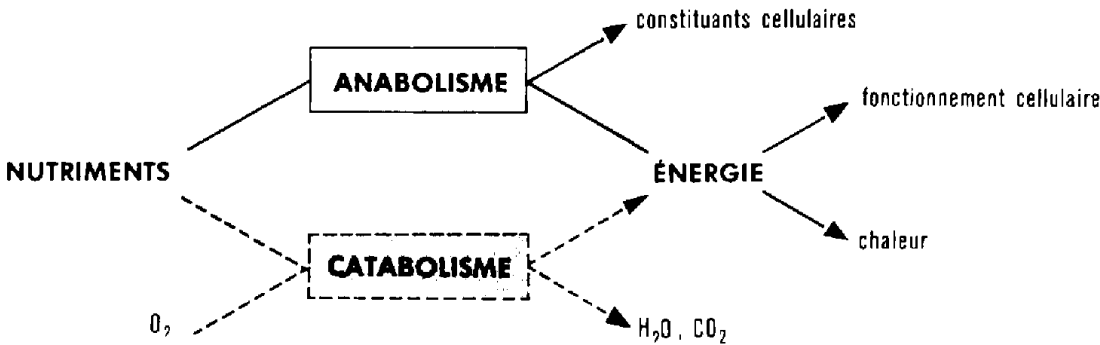 constituants cellulaires
ANABOLISME
fonctionnement cellulaire
NUTRIMENTS
ÉNERGIE
chaleur
CATABOLISME
O₂
H₂O, CO₂